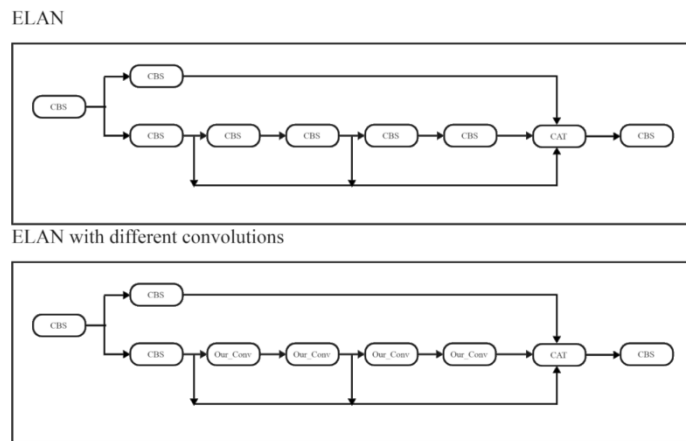 ELAN
CBS
CBS
CBS CBS CBS CBS CBS CAT CBS
ELAN with different convolutions
CBS
CBS
CBS Our_Conv Our_Conv Our_Conv Our_Conv CAT CBS